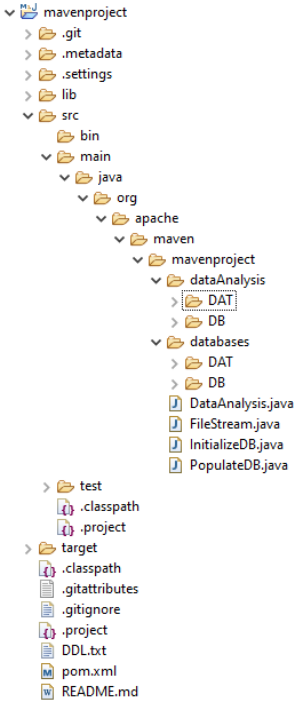 mavenproject
.git
.metadata
.settings
lib
src
bin
main
java
org
apache
maven
mavenproject
dataAnalysis
DAT
DB
databases
DAT
DB
DataAnalysis.java
FileStream.java
InitializeDB.java
PopulateDB.java
test
.classpath
.project
target
.classpath
.gitattributes
.gitignore
.project
DDL.txt
pom.xml
README.md